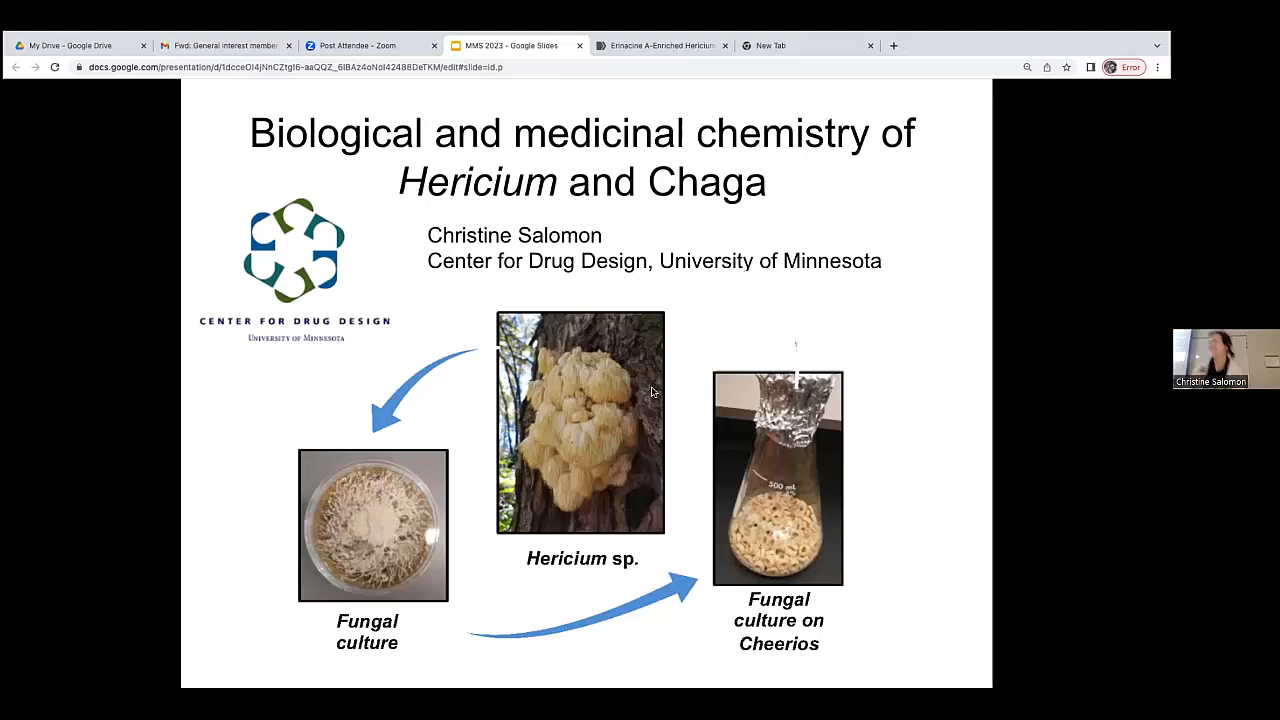 My Drive - Google Drive
Fwd: General interest member
Post Attendee - Zoom
MMS 2023 - Google Slides
Erinacine A-Enriched Hericium
New Tab
docs.google.com/presentation/d/1dcceOl4jNnCZtgI6-aaQQZ_6lBAz4oNoI42488DeTKM/edit#slide=id.p
Error
Biological and medicinal chemistry of
Hericium and Chaga
Christine Salomon
Center for Drug Design, University of Minnesota
CENTER FOR DRUG DESIGN
UNIVERSITY OF MINNESOTA
500 mL
Hericium sp.
Fungal
culture
Fungal
culture on
Cheerios
Christine Salomon